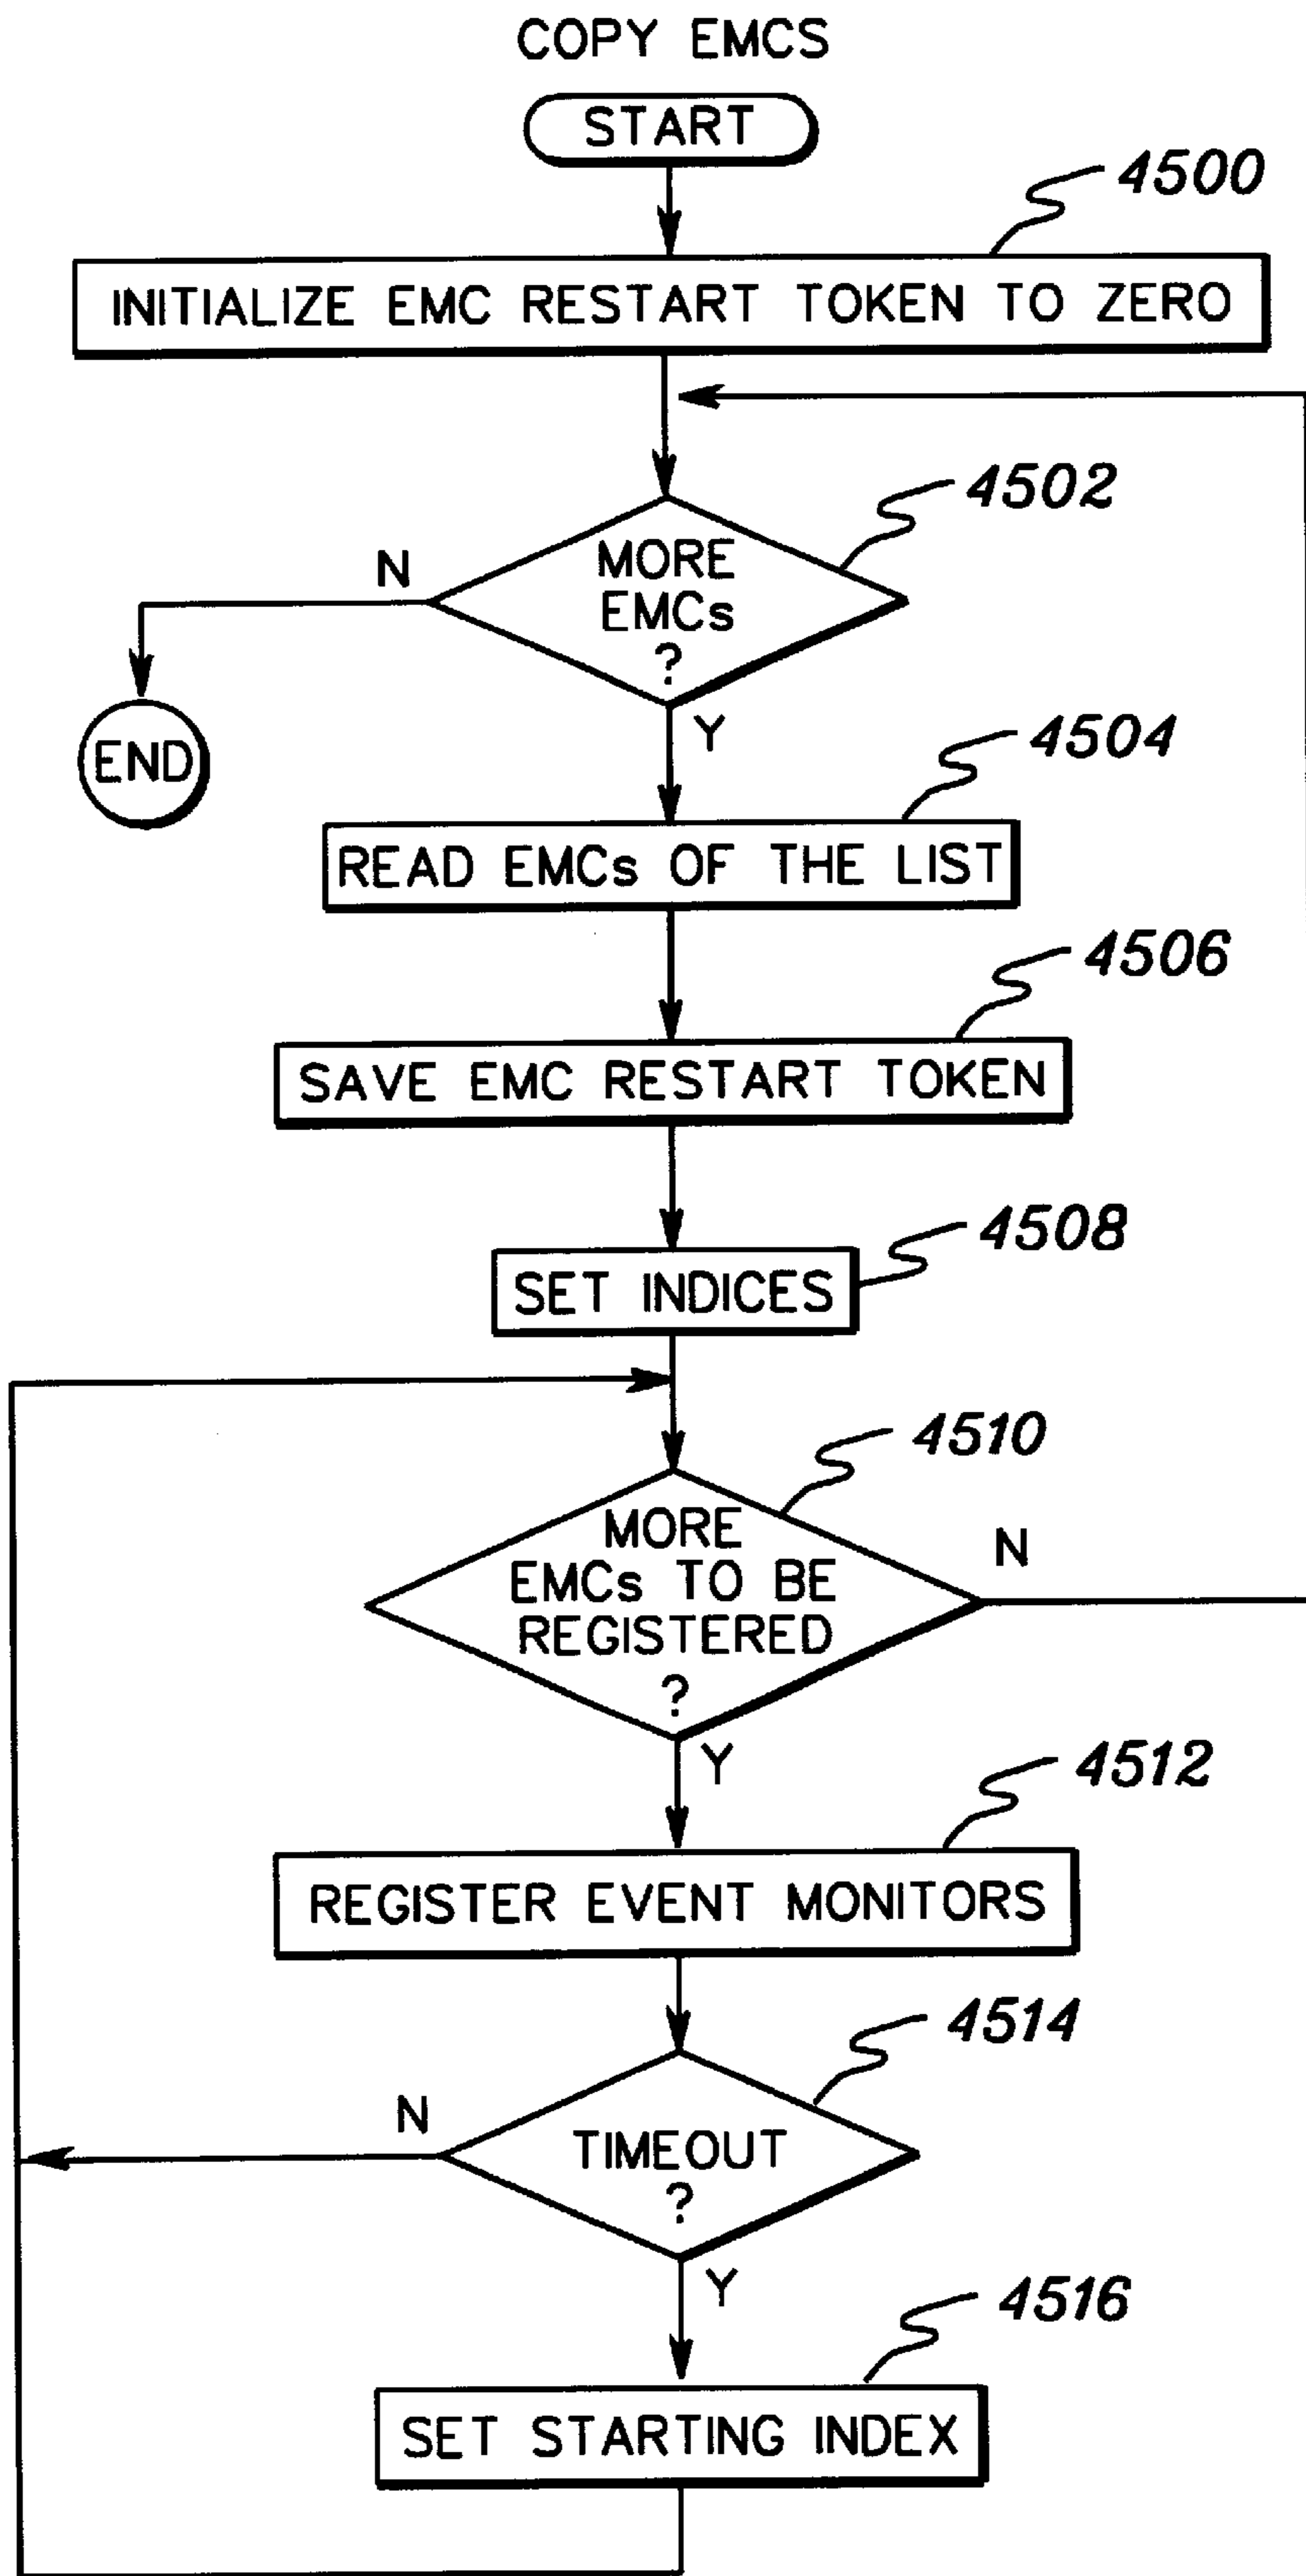 COPY EMCS
START
4500
INITIALIZE EMC RESTART TOKEN TO ZERO
4502
N
MORE
EMCs
?
Y
END
4504
READ EMCs OF THE LIST
4506
SAVE EMC RESTART TOKEN
4508
SET INDICES
4510
MORE
EMCs TO BE
REGISTERED
?
N
Y
4512
REGISTER EVENT MONITORS
4514
N
TIMEOUT
?
Y
4516
SET STARTING INDEX